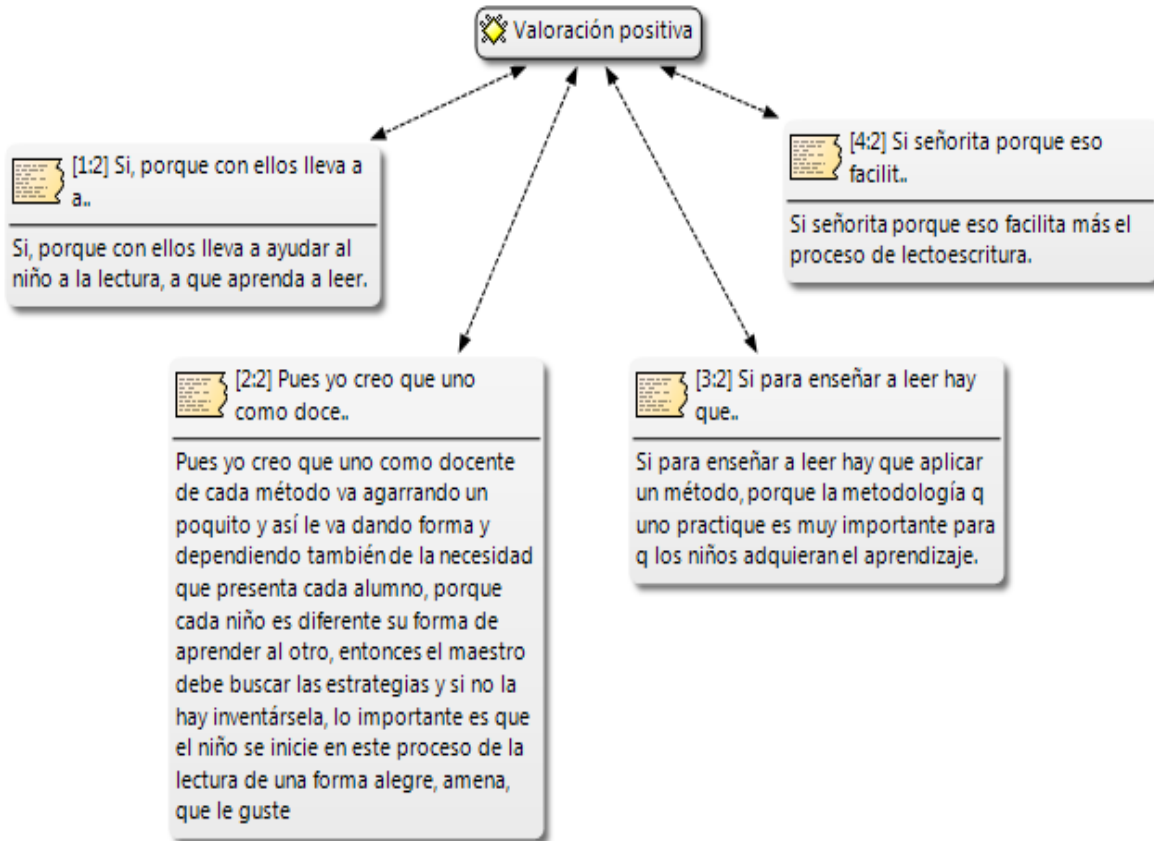 Valoración positiva
[1:2] Si, porque con ellos lleva a
a..
Si, porque con ellos lleva a ayudar al
niño a la lectura, a que aprenda a leer.
[4:2] Si señorita porque eso
facilit..
Si señorita porque eso facilita más el
proceso de lectoescritura.
[2:2] Pues yo creo que uno
como doce..
Pues yo creo que uno como docente
de cada método va agarrando un
poquito y así le va dando forma y
dependiendo también de la necesidad
que presenta cada alumno, porque
cada niño es diferente su forma de
aprender al otro, entonces el maestro
debe buscar las estrategias y si no la
hay inventársela, lo importante es que
el niño se inicie en este proceso de la
lectura de una forma alegre, amena,
que le guste
[3:2] Si para enseñar a leer hay
que..
Si para enseñar a leer hay que aplicar
un método, porque la metodología q
uno practique es muy importante para
q los niños adquieran el aprendizaje.